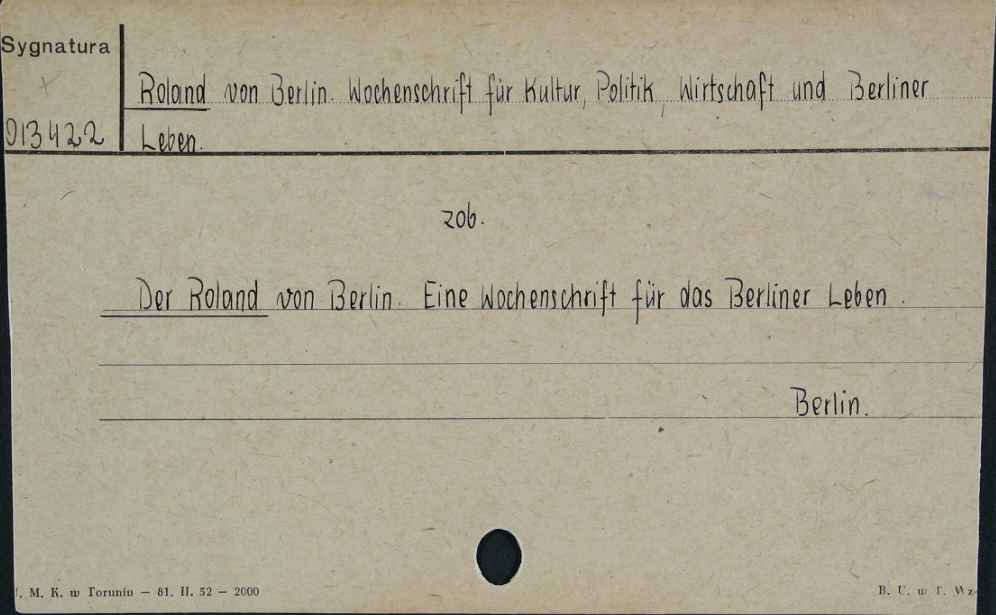 Sygnatura
Roland von Berlin. Wochenschrift für Kultur, Politik, Wirtschaft und Berliner
013422 Leben.
zob.
Der Roland von Berlin. Eine Wochenschrift für das Berliner Leben.
Berlin.
M. K. w Toruniu — 81. II. 52 — 2000
B. U. w T. Wz